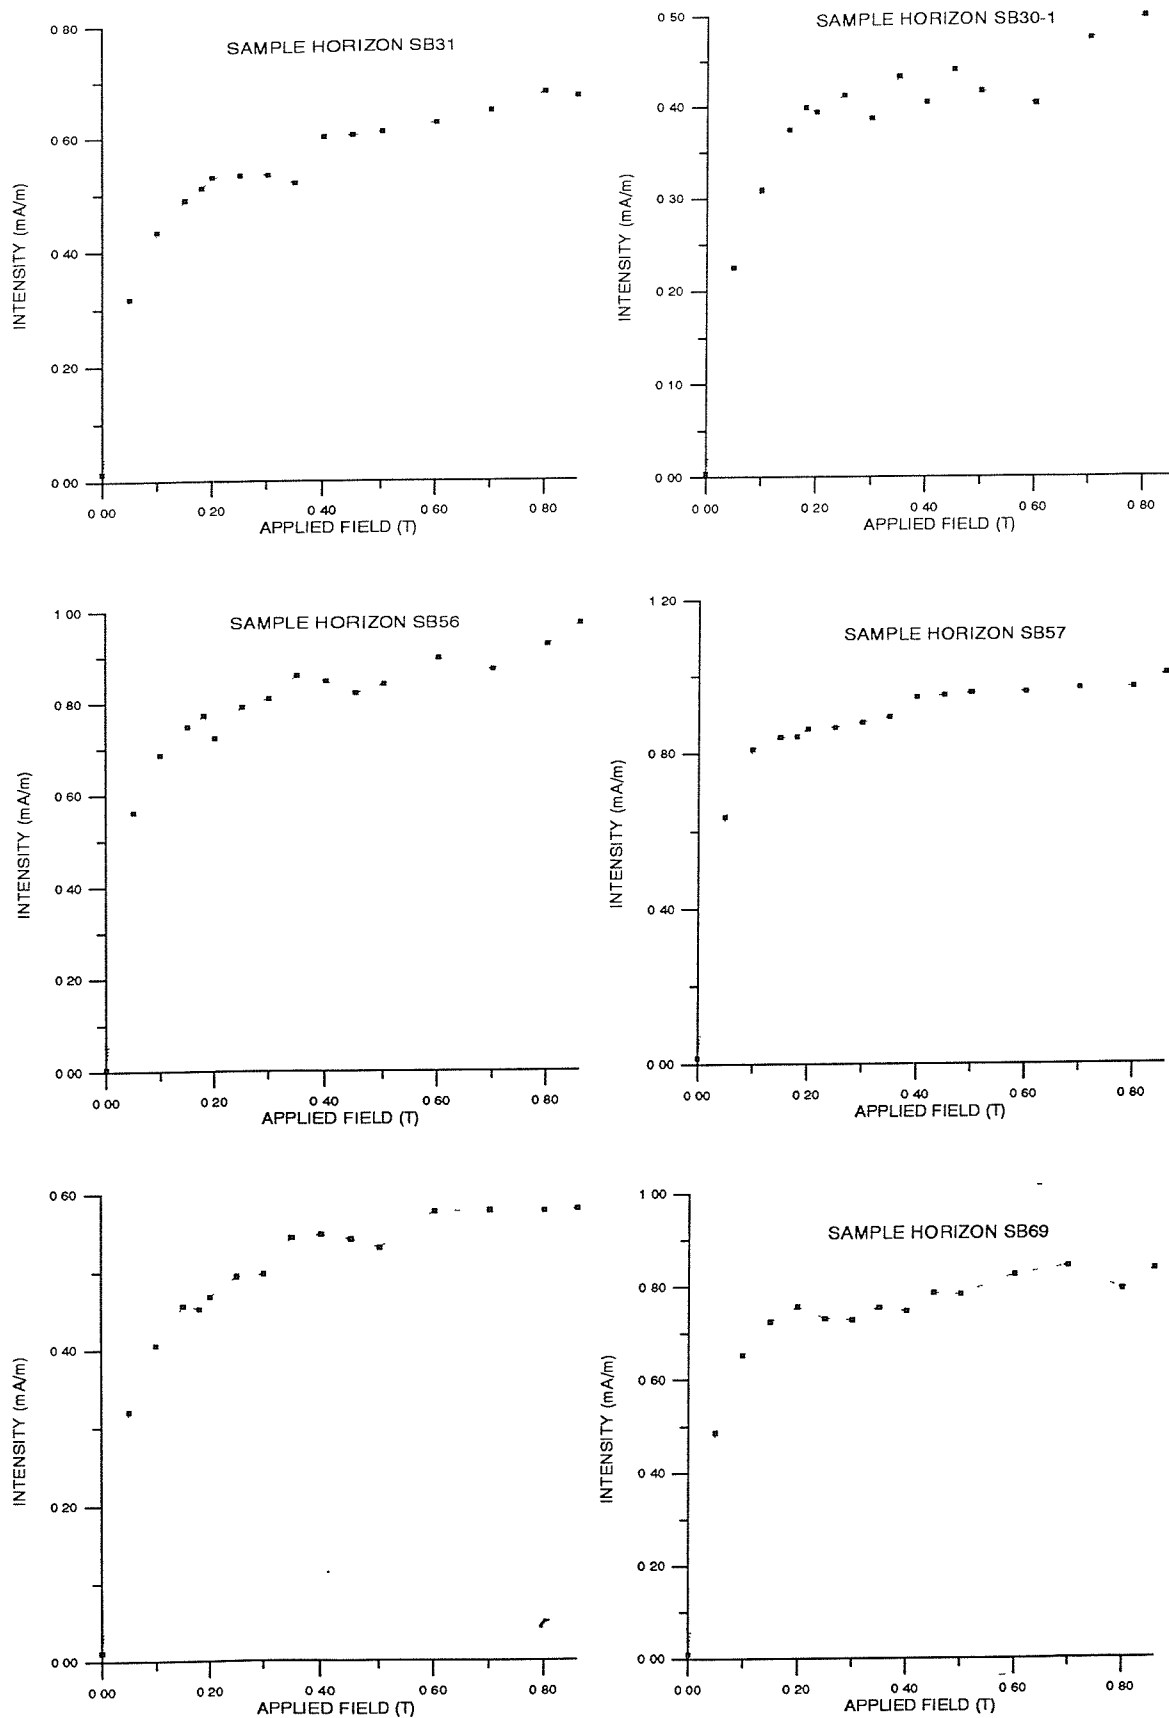 SAMPLE HORIZON SB31
0 80
0 60
0 40
0 20
0 00
INTENSITY (mA/m)
0 00 0 20 0 40 0 60 0 80
APPLIED FIELD (T)
SAMPLE HORIZON SB30-1
0 50
0 40
0 30
0 20
0 10
0 00
INTENSITY (mA/m)
0 00 0 20 0 40 0 60 0 80
APPLIED FIELD (T)
SAMPLE HORIZON SB56
1 00
0 80
0 60
0 40
0 20
0 00
INTENSITY (mA/m)
0 00 0 20 0 40 0 60 0 80
APPLIED FIELD (T)
SAMPLE HORIZON SB57
1 20
0 80
0 40
0 00
INTENSITY (mA/m)
0 00 0 20 0 40 0 60 0 80
APPLIED FIELD (T)
0 60
0 40
0 20
0 00
INTENSITY (mA/m)
0 00 0 20 0 40 0 60 0 80
APPLIED FIELD (T)
SAMPLE HORIZON SB69
1 00
0 80
0 60
0 40
0 20
0 00
INTENSITY (mA/m)
0 00 0 20 0 40 0 60 0 80
APPLIED FIELD (T)